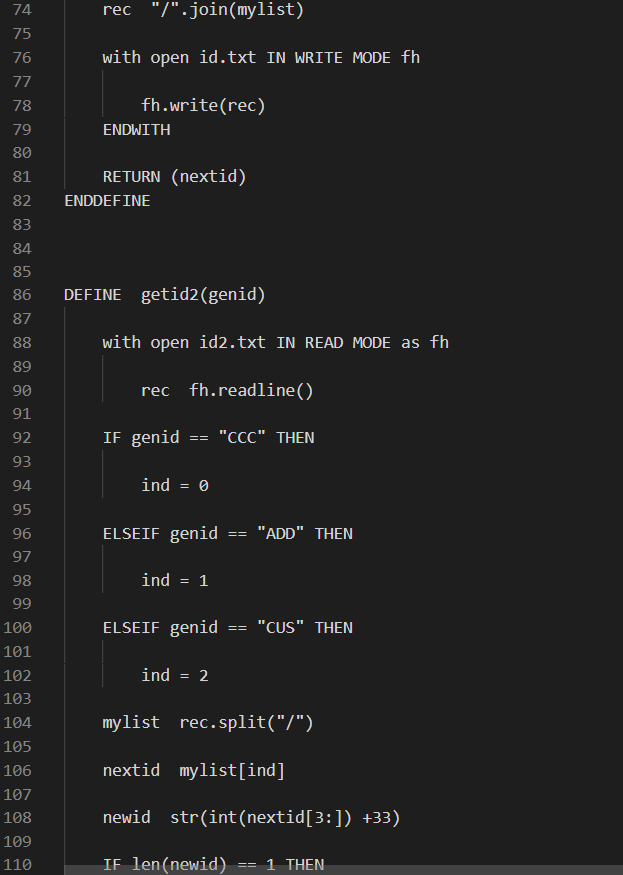 74 rec  "/".join(mylist)
75
76 with open id.txt IN WRITE MODE fh
77
78 fh.write(rec)
79 ENDWITH
80
81 RETURN (nextid)
82 ENDDEFINE
83
84
85
86 DEFINE  getid2(genid)
87
88 with open id2.txt IN READ MODE as fh
89
90 rec  fh.readline()
91
92 IF genid == "CCC" THEN
93
94 ind = 0
95
96 ELSEIF genid == "ADD" THEN
97
98 ind = 1
99
100 ELSEIF genid == "CUS" THEN
101
102 ind = 2
103
104 mylist  rec.split("/")
105
106 nextid  mylist[ind]
107
108 newid  str(int(nextid[3:]) +33)
109
110 IF len(newid) == 1 THEN